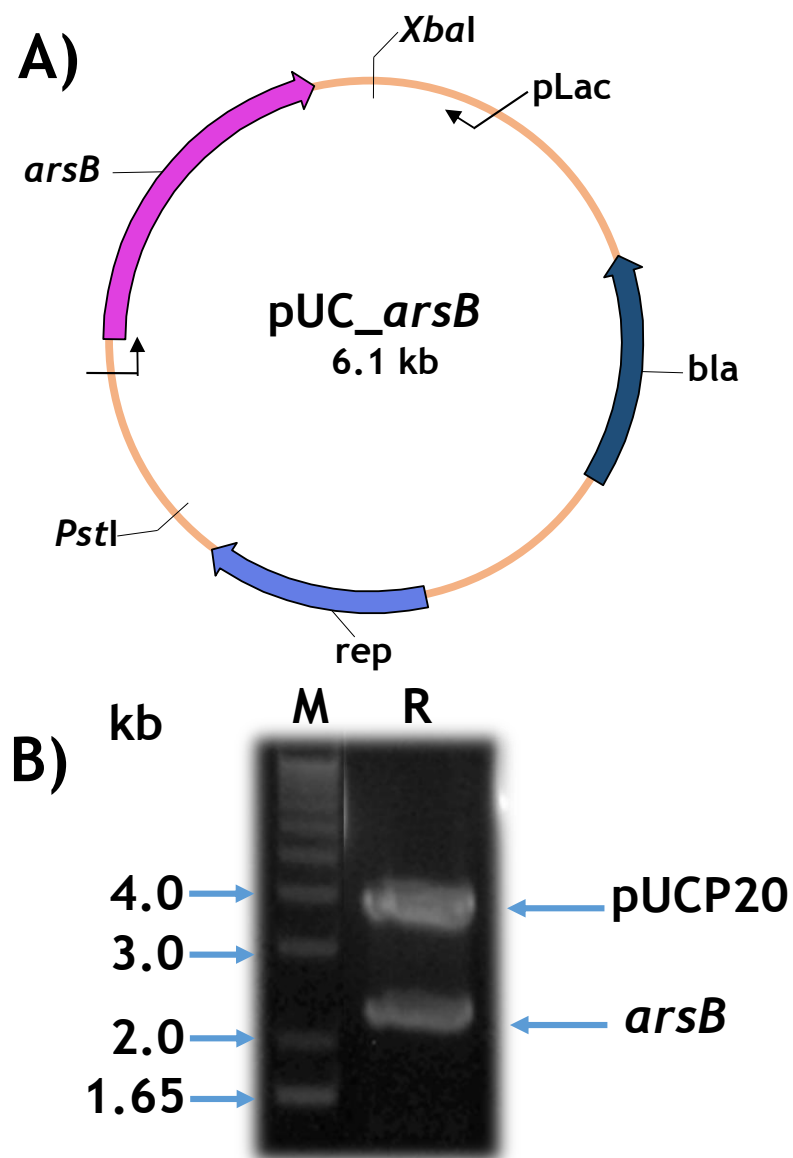 A)
XbaI
pLac
arsB
pUC_arsB
6.1 kb
bla
PstI
rep
B)
kb
M R
4.0
pUCP20
3.0
arsB
2.0
1.65